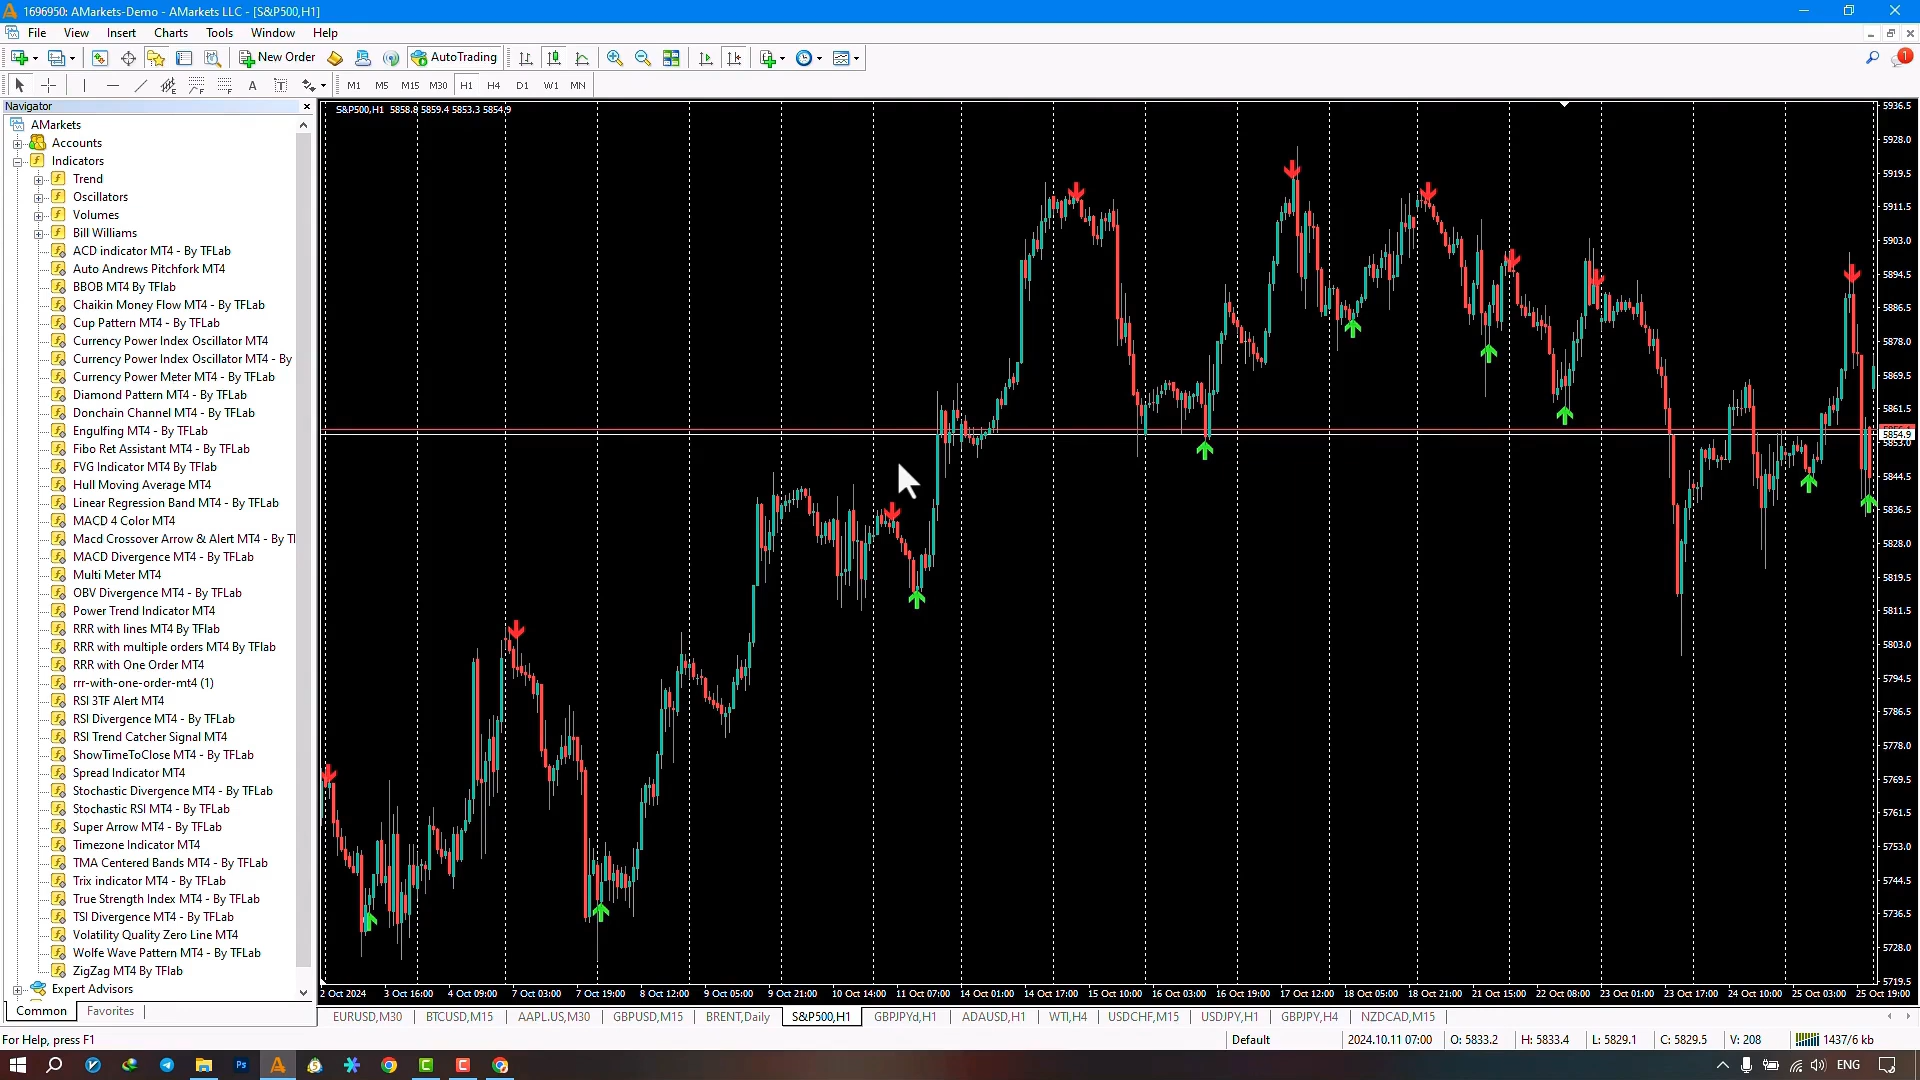 1696950: AMarkets-Demo - AMarkets LLC - [S&P500,H1]
File View Insert Charts Tools Window Help
New Order AutoTrading 1
A T M1 M5 M15 M30 H1 H4 D1 W1 MN
Navigator
AMarkets
Accounts
Indicators
Trend
Oscillators
Volumes
Bill Williams
ACD indicator MT4 - By TFLab
Auto Andrews Pitchfork MT4
BBOB MT4 By TFlab
Chaikin Money Flow MT4 - By TFLab
Cup Pattern MT4 - By TFLab
Currency Power Index Oscillator MT4
Currency Power Index Oscillator MT4 - By
Currency Power Meter MT4 - By TFLab
Diamond Pattern MT4 - By TFLab
Donchain Channel MT4 - By TFLab
Engulfing MT4 - By TFLab
Fibo Ret Assistant MT4 - By TFLab
FVG Indicator MT4 By TFlab
Hull Moving Average MT4
Linear Regression Band MT4 - By TFLab
MACD 4 Color MT4
Macd Crossover Arrow & Alert MT4 - By
MACD Divergence MT4 - By TFLab
Multi Meter MT4
OBV Divergence MT4 - By TFLab
Power Trend Indicator MT4
RRR with lines MT4 By TFlab
RRR with multiple orders MT4 By TFlab
RRR with One Order MT4
rrr-with-one-order-mt4 (1)
RSI 3TF Alert MT4
RSI Divergence MT4 - By TFLab
RSI Trend Catcher Signal MT4
ShowTimeToClose MT4 - By TFLab
Spread Indicator MT4
Stochastic Divergence MT4 - By TFLab
Stochastic RSI MT4 - By TFLab
Super Arrow MT4 - By TFLab
Timezone Indicator MT4
TMA Centered Bands MT4 - By TFLab
Trix indicator MT4 - By TFLab
True Strength Index MT4 - By TFLab
TSI Divergence MT4 - By TFLab
Volatility Quality Zero Line MT4
Wolfe Wave Pattern MT4 - By TFLab
ZigZag MT4 By TFlab
Expert Advisors
Common Favorites
S&P500,H1 5858.8 5859.4 5853.3 5854.9
5936.5
5928.0
5919.5
5911.5
5903.0
5894.5
5886.5
5878.0
5869.5
5861.5
5854.9
5853.0
5844.5
5836.5
5828.0
5819.5
5811.5
5803.0
5794.5
5786.5
5778.0
5769.5
5761.5
5753.0
5744.5
5736.5
5728.0
5719.5
2 Oct 2024 3 Oct 16:00 4 Oct 09:00 7 Oct 03:00 7 Oct 19:00 8 Oct 12:00 9 Oct 05:00 9 Oct 21:00 10 Oct 14:00 11 Oct 07:00 14 Oct 01:00 14 Oct 17:00 15 Oct 10:00 16 Oct 03:00 16 Oct 19:00 17 Oct 12:00 18 Oct 05:00 18 Oct 21:00 21 Oct 15:00 22 Oct 08:00 23 Oct 01:00 23 Oct 17:00 24 Oct 10:00 25 Oct 03:00 25 Oct 19:00
EURUSD,M30 BTCUSD,M15 AAPL.US,M30 GBPUSD,M15 BRENT,Daily S&P500,H1 GBPJPYd,H1 ADAUSD,H1 WTI,H4 USDCHF,M15 USDJPY,H1 GBPJPY,H4 NZDCAD,M15
For Help, press F1 Default 2024.10.11 07:00 O: 5833.2 H: 5833.4 L: 5829.1 C: 5829.5 V: 208 1437/6 kb
Ps C C ENG